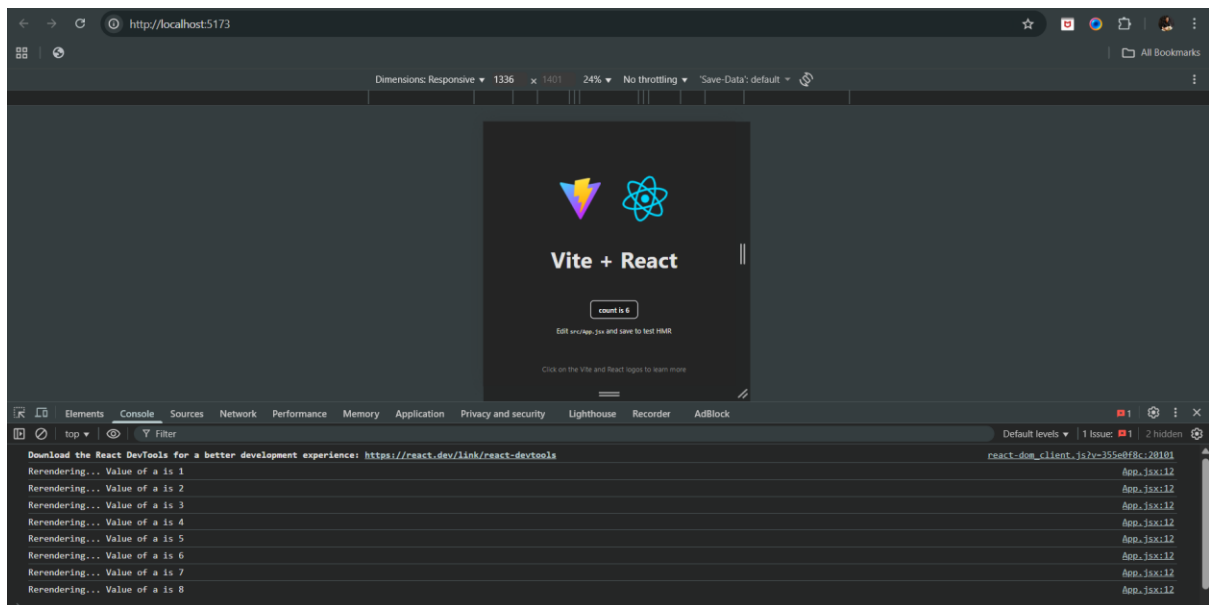 http://localhost:5173
All Bookmarks
Dimensions: Responsive 1336 x 1401 24% No throttling 'Save-Data': default
Vite + React
count is 6
Edit src/App.jsx and save to test HMR
Click on the Vite and React logos to learn more
Elements Console Sources Network Performance Memory Application Privacy and security Lighthouse Recorder AdBlock 1
top Filter Default levels 1 Issue: 1 2 hidden
Download the React DevTools for a better development experience: https://react.dev/link/react-devtools react-dom_client.js?v=355e0f8c:20101
Rerendering... Value of a is 1 App.jsx:12
Rerendering... Value of a is 2 App.jsx:12
Rerendering... Value of a is 3 App.jsx:12
Rerendering... Value of a is 4 App.jsx:12
Rerendering... Value of a is 5 App.jsx:12
Rerendering... Value of a is 6 App.jsx:12
Rerendering... Value of a is 7 App.jsx:12
Rerendering... Value of a is 8 App.jsx:12